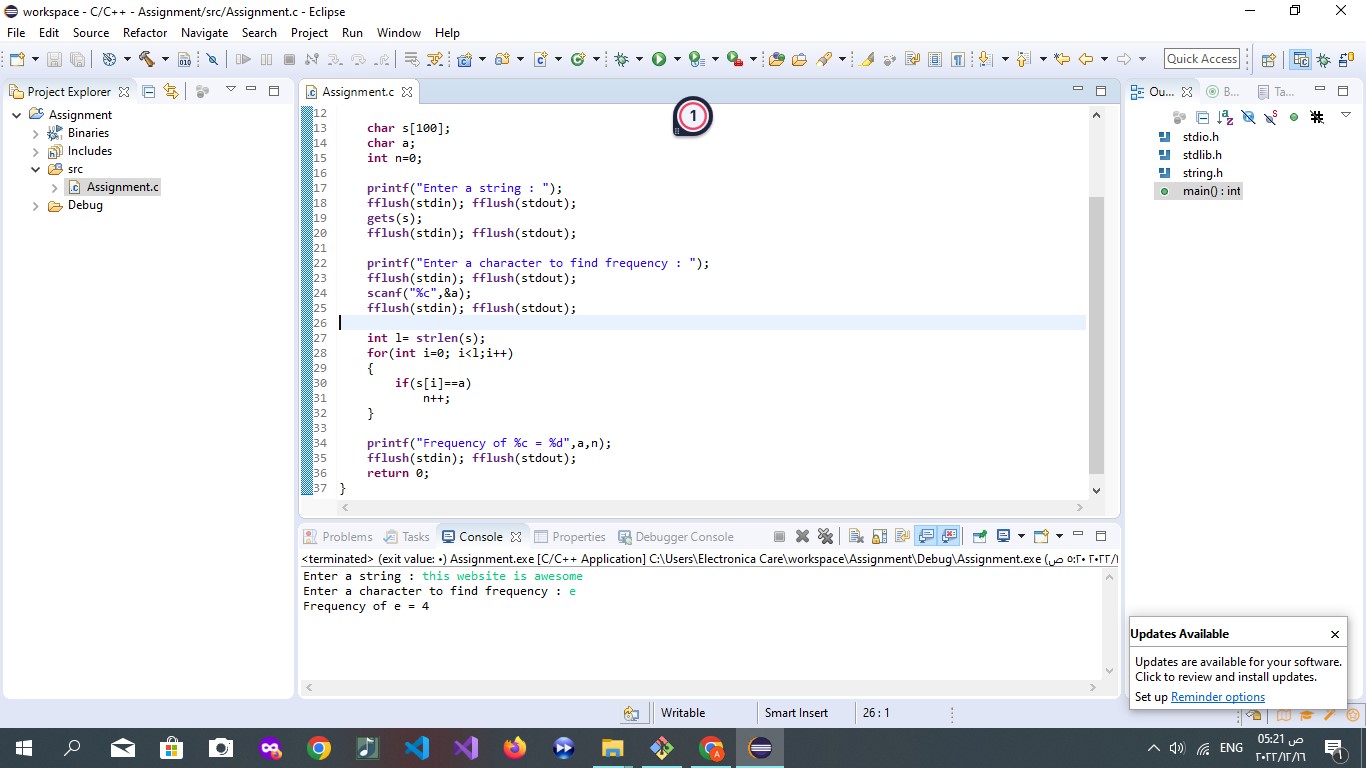 workspace - C/C++ - Assignment/src/Assignment.c - Eclipse
File Edit Source Refactor Navigate Search Project Run Window Help
Quick Access
Project Explorer
Assignment
Binaries
Includes
src
Assignment.c
Debug
Assignment.c
1
12
13 char s[100];
14 char a;
15 int n=0;
16
17 printf("Enter a string : ");
18 fflush(stdin); fflush(stdout);
19 gets(s);
20 fflush(stdin); fflush(stdout);
21
22 printf("Enter a character to find frequency : ");
23 fflush(stdin); fflush(stdout);
24 scanf("%c",&a);
25 fflush(stdin); fflush(stdout);
26
27 int l= strlen(s);
28 for(int i=0; i<l;i++)
29 {
30 if(s[i]==a)
31 n++;
32 }
33
34 printf("Frequency of %c = %d",a,n);
35 fflush(stdin); fflush(stdout);
36 return 0;
37 }
Ou... B... Ta...
stdio.h
stdlib.h
string.h
main() : int
Problems Tasks Console Properties Debugger Console
<terminated> (exit value: ٠) Assignment.exe [C/C++ Application] C:\Users\Electronica Care\workspace\Assignment\Debug\Assignment.exe
Enter a string : this website is awesome
Enter a character to find frequency : e
Frequency of e = 4
Updates Available
Updates are available for your software.
Click to review and install updates.
Set up Reminder options
Writable Smart Insert 26 : 1
ENG
05:21 ص
٢٠٢٢/١٢/١٦
1